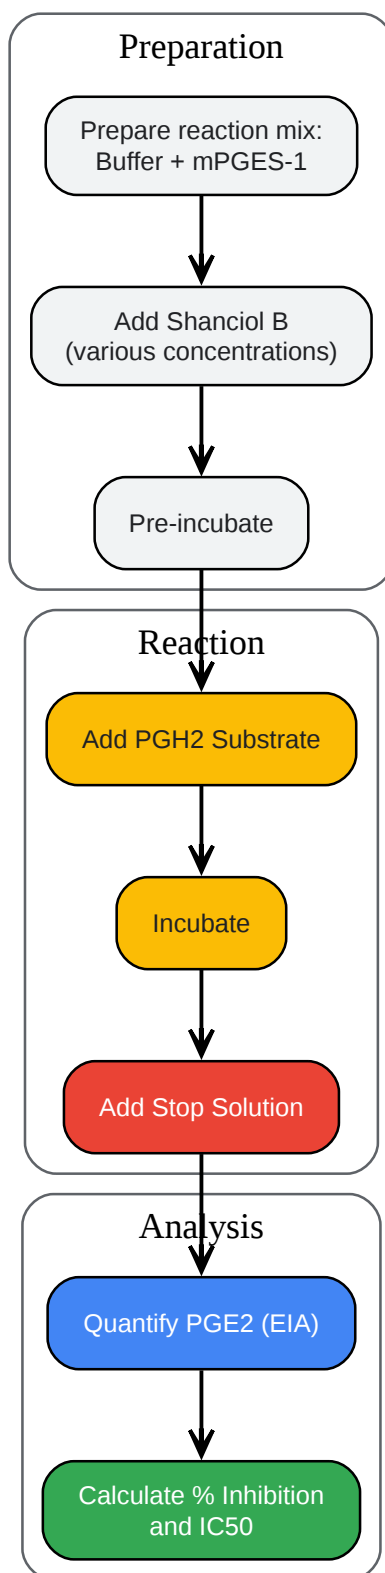 Preparation
Prepare reaction mix:
Buffer + mPGES-1
Add Shanciol B
(various concentrations)
Pre-incubate
Reaction
Add PGH2 Substrate
Incubate
Add Stop Solution
Analysis
Quantify PGE2 (EIA)
Calculate % Inhibition
and IC50